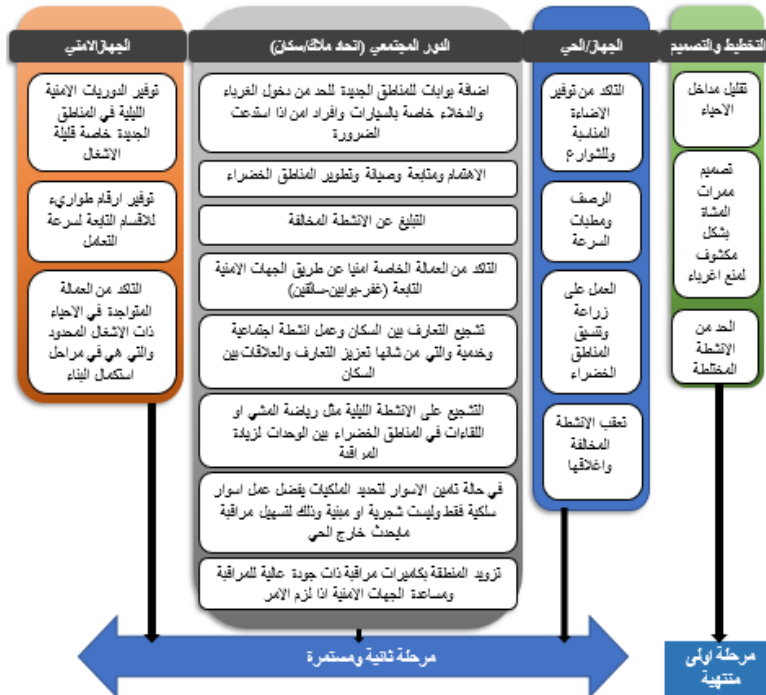 التخطيط والتصميم
تقليل مداخل
الاحياء
تصميم
ممرات
المشاة
بشكل
مكشوف
لمنع اغرباء
الحد من
الانشطة
المختلطة
مرحلة اولى
منتهية
الجهاز/الحي
التاكد من توفير
الاضاءة
المناسبة
وللشوارع
الرصف
ومطبات
السرعة
العمل على
زراعة
وتنسيق
المناطق
الخضراء
تعقب الانشطة
المخالفة
واغلاقها
الدور المجتمعي (اتحاد ملاك/سكان)
اضافة بوابات للمناطق الجديدة للحد من دخول الغرباء
والدخلاء خاصة بالسيارات وافراد امن اذا استدعت
الضرورة
الاهتمام ومتابعة وصيانة وتطوير المناطق الخضراء
التبليغ عن الانشطة المخالفة
التاكد من العمالة الخاصة امنيا عن طريق الجهات الامنية
التابعة (غفر-بوابين-سائقين)
تشجيع التعارف بين السكان وعمل انشطة اجتماعية
وخدمية والتي من شانها تعزيز التعارف والعلاقات بين
السكان
التشجيع على الانشطة الليلية مثل رياضة المشي او
اللقاءات في المناطق الخضراء بين الوحدات لزيادة
المراقبة
في حالة تامين الاسوار لتحديد الملكيات يفضل عمل اسوار
سلكية فقط وليست شجرية او مبنية وذلك لتسهيل مراقبة
مايحدث خارج الحي
تزويد المنطقة بكاميرات مراقبة ذات جودة عالية للمراقبة
ومساعدة الجهات الامنية اذا لزم الامر
الجهاز الامني
توفير الدوريات الامنية
الليلية في المناطق
الجديدة خاصة قليلة
الاشغال
توفير ارقام طواريء
للاقسام التابعة لسرعة
التعامل
التاكد من العمالة
المتواجدة في الاحياء
ذات الاشغال المحدود
والتي هي في مراحل
استكمال البناء
مرحلة ثانية ومستمرة